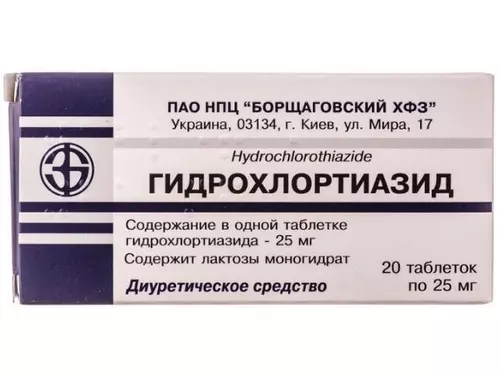 ПАО НПЦ "БОРЩАГОВСКИЙ ХФЗ"
Украина, 03134, г. Киев, ул. Мира, 17
Hydrochlorothiazide
ГИДРОХЛОРТИАЗИД
Содержание в одной таблетке
гидрохлортиазида - 25 мг
Содержит лактозы моногидрат
Диуретическое средство
20 таблеток
по 25 мг